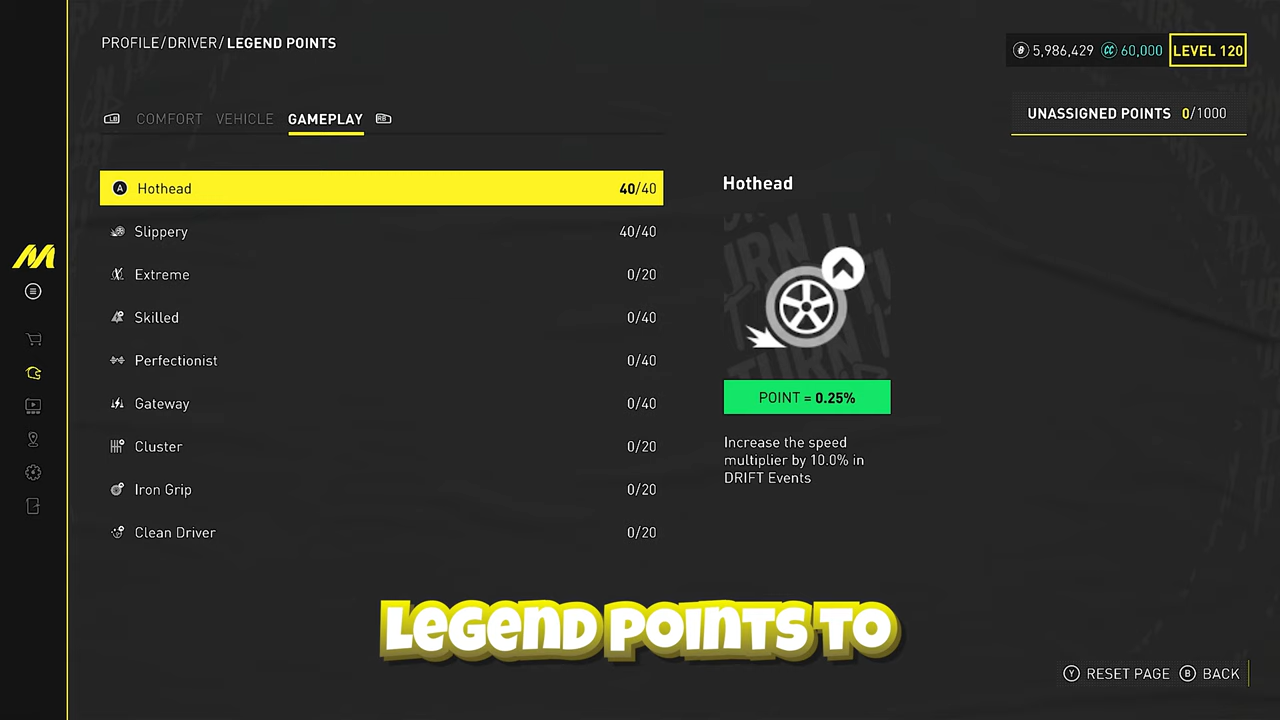 PROFILE/DRIVER/LEGEND POINTS
5,986,429 CC 60,000 LEVEL 120
LB COMFORT VEHICLE GAMEPLAY RB
UNASSIGNED POINTS 0/1000
A Hothead 40/40
Slippery 40/40
Extreme 0/20
Skilled 0/40
Perfectionist 0/40
Gateway 0/40
Cluster 0/20
Iron Grip 0/20
Clean Driver 0/20
Hothead
POINT = 0.25%
Increase the speed
multiplier by 10.0% in
DRIFT Events
LEGEND POINTS TO
Y RESET PAGE B BACK